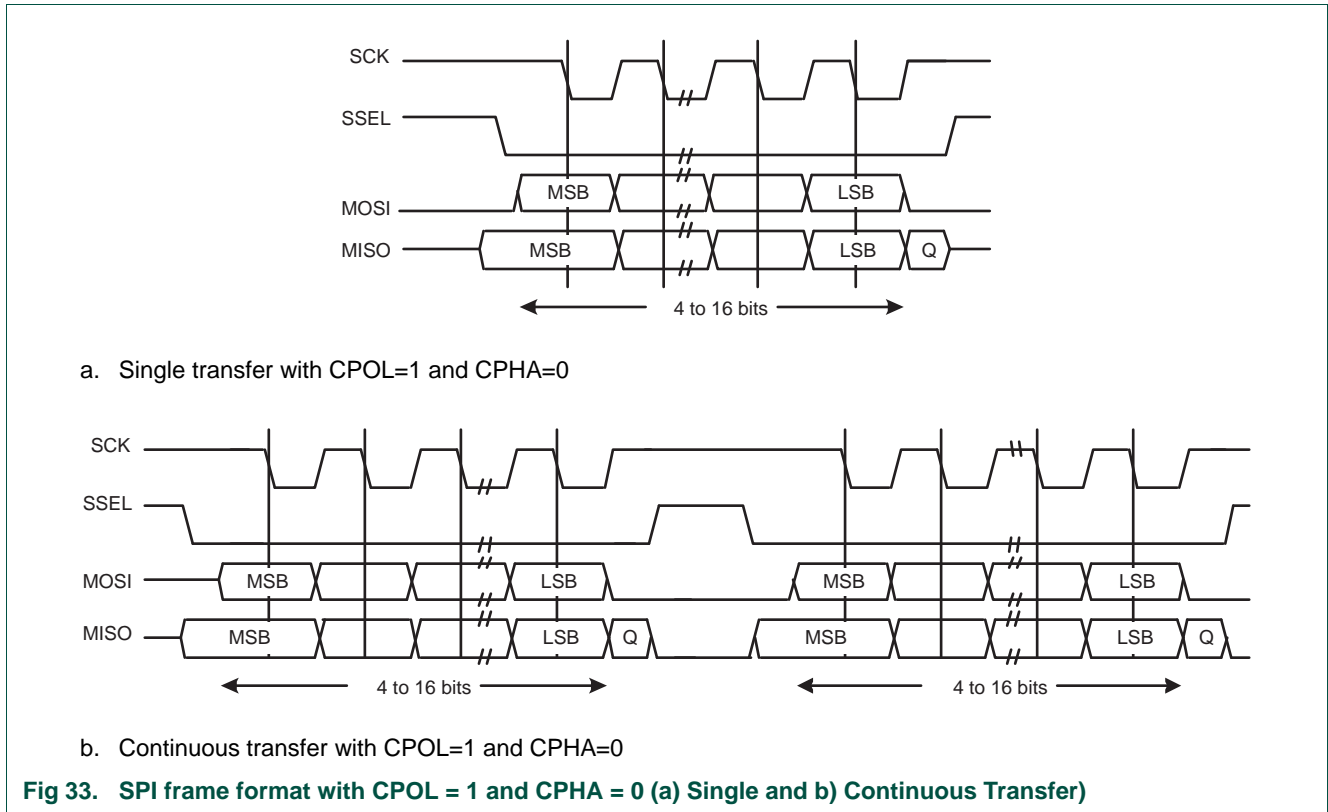 SCK
SSEL
MSB LSB
MOSI
MISO MSB LSB Q
4 to 16 bits
a. Single transfer with CPOL=1 and CPHA=0
SCK
SSEL
MOSI MSB LSB MSB LSB
MISO MSB LSB Q MSB LSB Q
4 to 16 bits 4 to 16 bits
b. Continuous transfer with CPOL=1 and CPHA=0
Fig 33. SPI frame format with CPOL = 1 and CPHA = 0 (a) Single and b) Continuous Transfer)